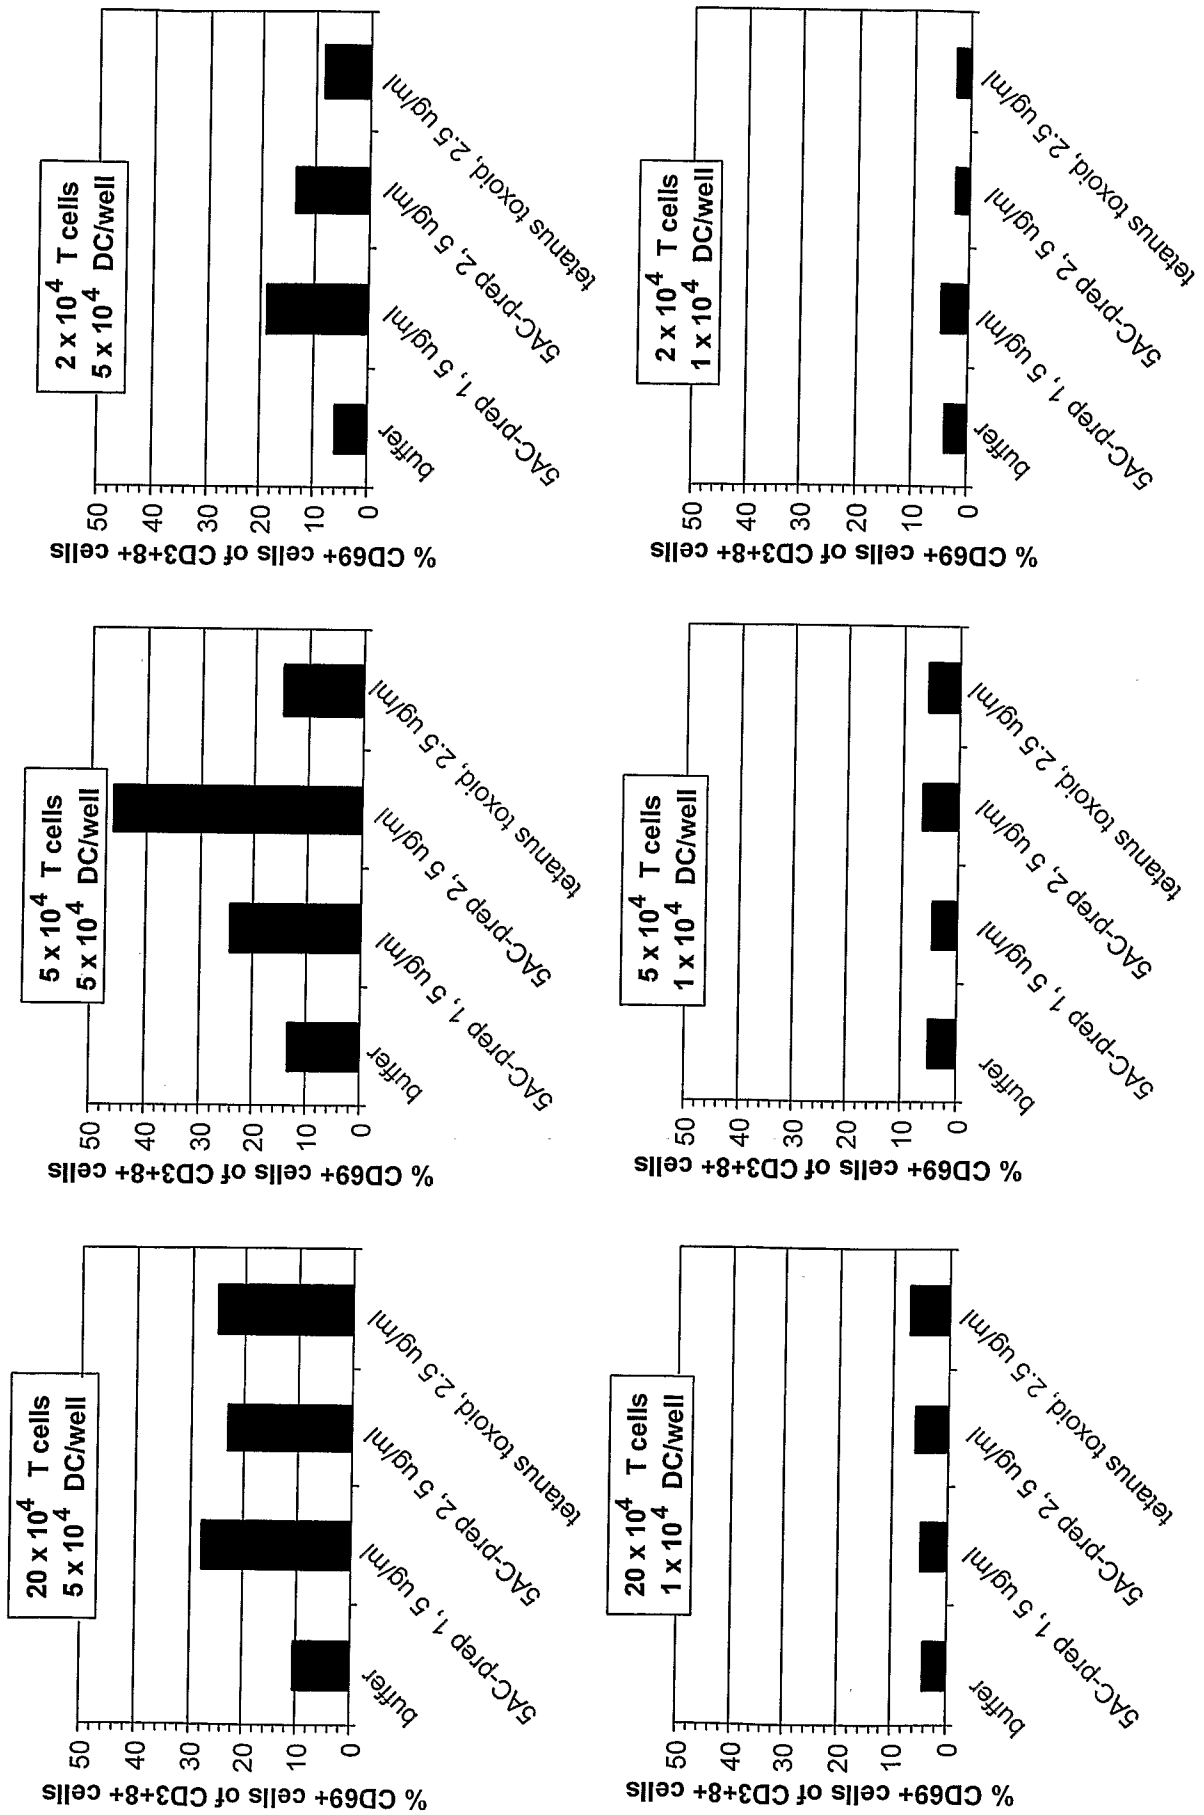 20 x 10^4 T cells
5 x 10^4 DC/well
% CD69+ cells of CD3+8+ cells
50
40
30
20
10
0
buffer
5AC-prep 1, 5 ug/ml
5AC-prep 2, 5 ug/ml
tetanus toxoid, 2.5 ug/ml
5 x 10^4 T cells
5 x 10^4 DC/well
% CD69+ cells of CD3+8+ cells
50
40
30
20
10
0
buffer
5AC-prep 1, 5 ug/ml
5AC-prep 2, 5 ug/ml
tetanus toxoid, 2.5 ug/ml
2 x 10^4 T cells
5 x 10^4 DC/well
% CD69+ cells of CD3+8+ cells
50
40
30
20
10
0
buffer
5AC-prep 1, 5 ug/ml
5AC-prep 2, 5 ug/ml
tetanus toxoid, 2.5 ug/ml
20 x 10^4 T cells
1 x 10^4 DC/well
% CD69+ cells of CD3+8+ cells
50
40
30
20
10
0
buffer
5AC-prep 1, 5 ug/ml
5AC-prep 2, 5 ug/ml
tetanus toxoid, 2.5 ug/ml
5 x 10^4 T cells
1 x 10^4 DC/well
% CD69+ cells of CD3+8+ cells
50
40
30
20
10
0
buffer
5AC-prep 1, 5 ug/ml
5AC-prep 2, 5 ug/ml
tetanus toxoid, 2.5 ug/ml
2 x 10^4 T cells
1 x 10^4 DC/well
% CD69+ cells of CD3+8+ cells
50
40
30
20
10
0
buffer
5AC-prep 1, 5 ug/ml
5AC-prep 2, 5 ug/ml
tetanus toxoid, 2.5 ug/ml